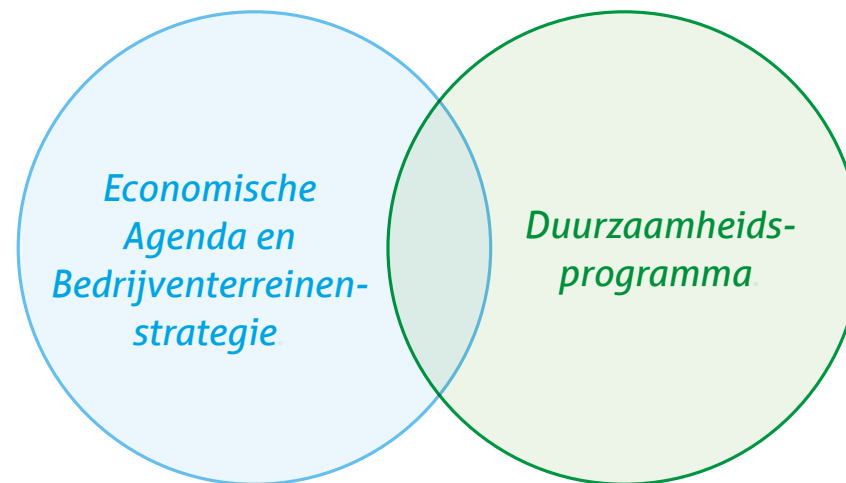 Economische
Agenda en
Bedrijventerreinen-
strategie.
Duurzaamheids-
programma.